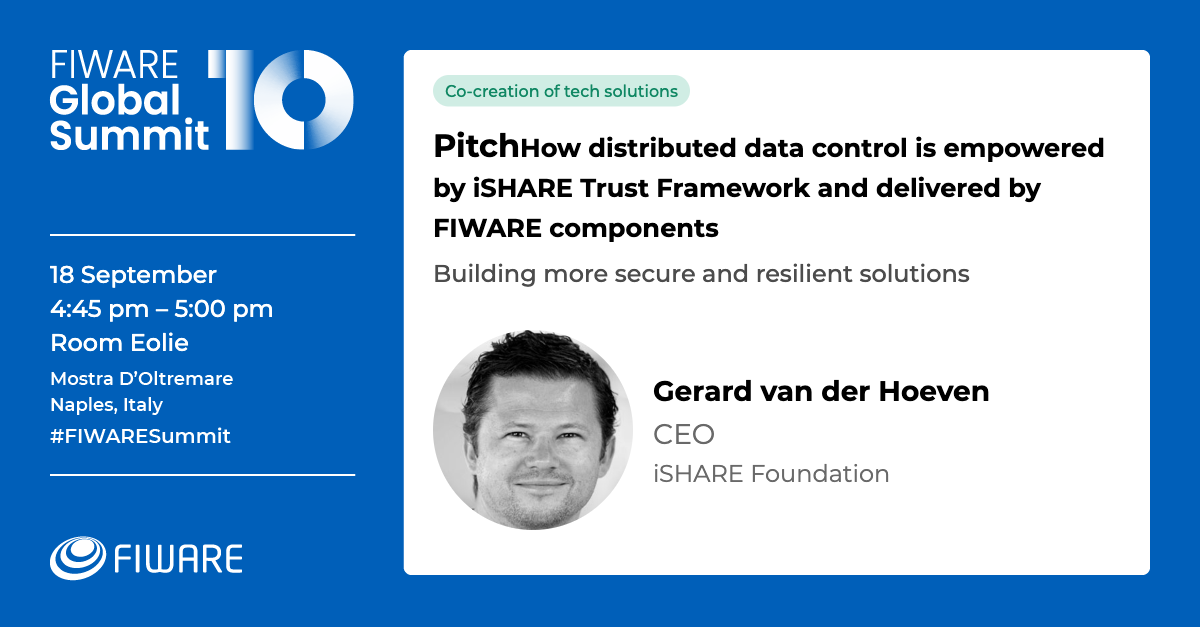 FIWARE
Global
Summit
10
18 September
4:45 pm – 5:00 pm
Room Eolie
Mostra D’Oltremare
Naples, Italy
#FIWARESummit
FIWARE
Co-creation of tech solutions
PitchHow distributed data control is empowered
by iSHARE Trust Framework and delivered by
FIWARE components
Building more secure and resilient solutions
Gerard van der Hoeven
CEO
iSHARE Foundation